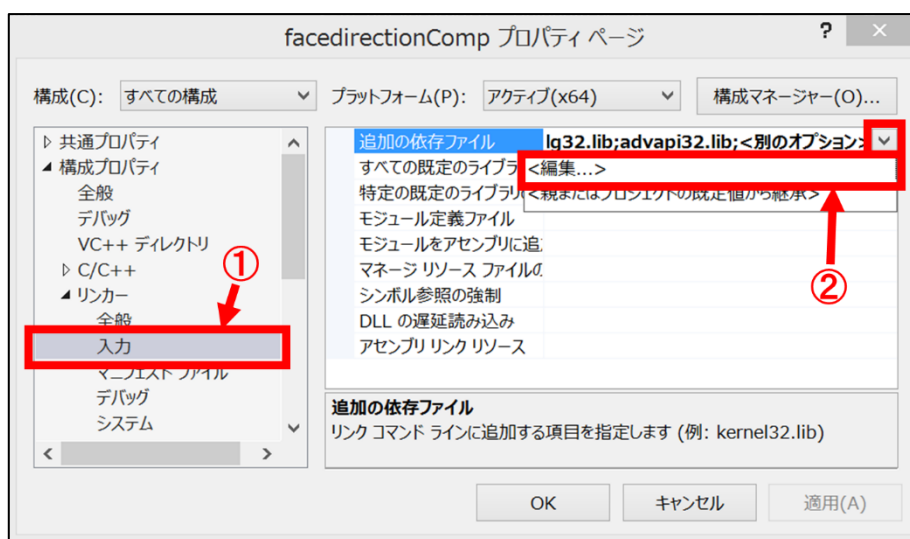 facedirectionComp プロパティ ページ
? ×
構成(C): すべての構成 プラットフォーム(P): アクティブ(x64) 構成マネージャー(O)...
共通プロパティ
構成プロパティ
全般
デバッグ
VC++ ディレクトリ
C/C++
リンカー
全般
入力
マニフェスト ファイル
デバッグ
システム
①
追加の依存ファイル lg32.lib;advapi32.lib;<別のオプション>
すべての既定のライブラ
<編集...>
特定の既定のライブラリ
<親またはプロジェクトの既定値から継承>
モジュール定義ファイル
モジュールをアセンブリに追
マネージ リソース ファイルの
シンボル参照の強制
DLL の遅延読み込み
アセンブリ リンク リソース
②
追加の依存ファイル
リンク コマンド ラインに追加する項目を指定します (例: kernel32.lib)
OK キャンセル 適用(A)